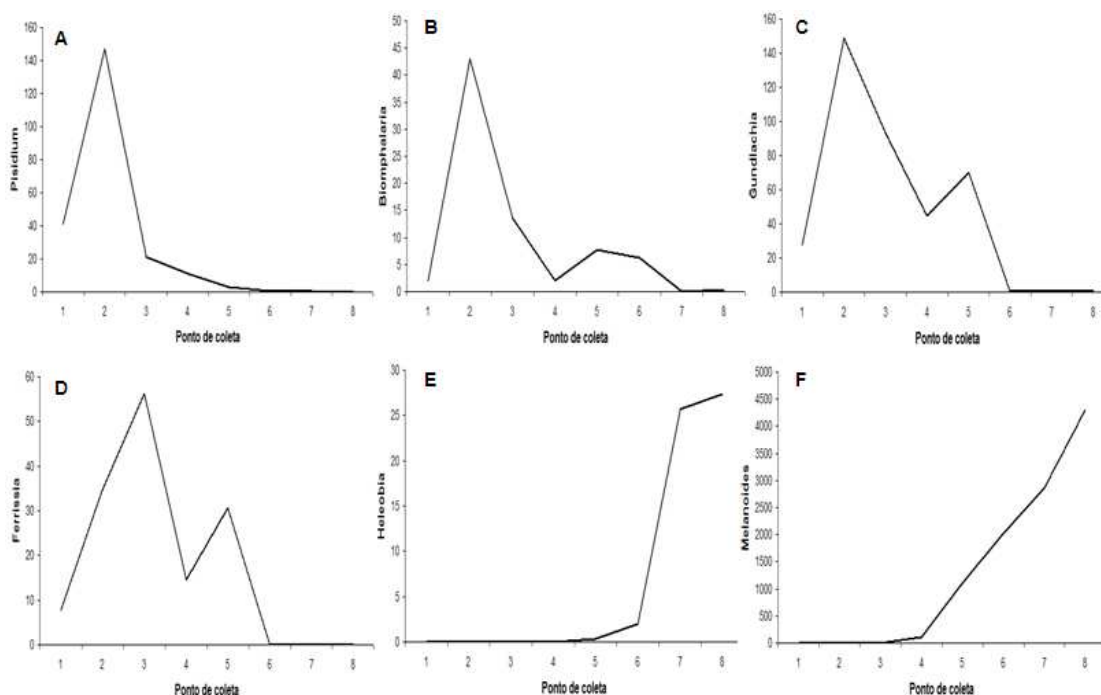 A
160
140
120
100
80
60
40
20
0
Pisidium
1 2 3 4 5 6 7 8
Ponto de coleta
B
50
45
40
35
30
25
20
15
10
5
0
Biomphalaria
1 2 3 4 5 6 7 8
Ponto de coleta
C
160
140
120
100
80
60
40
20
0
Gundlachia
1 2 3 4 5 6 7 8
Ponto de coleta
D
60
50
40
30
20
10
0
Ferrissia
1 2 3 4 5 6 7 8
Ponto de coleta
E
30
25
20
15
10
5
0
Heleobia
1 2 3 4 5 6 7 8
Ponto de coleta
F
5000
4500
4000
3500
3000
2500
2000
1500
1000
500
0
Melanoides
1 2 3 4 5 6 7 8
Ponto de coleta